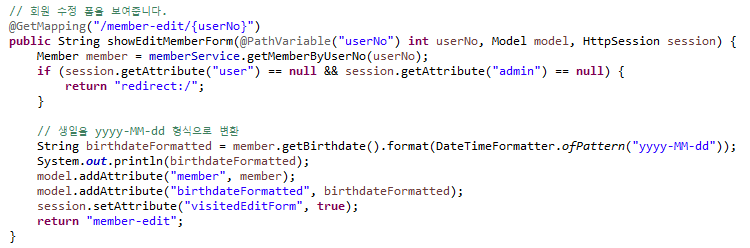 // 회원 수정 폼을 보여줍니다.
@GetMapping("/member-edit/{userNo}")
public String showEditMemberForm(@PathVariable("userNo") int userNo, Model model, HttpSession session) {
    Member member = memberService.getMemberByUserNo(userNo);
    if (session.getAttribute("user") == null && session.getAttribute("admin") == null) {
        return "redirect:/";
    }

    // 생일을 yyyy-MM-dd 형식으로 변환
    String birthdateFormatted = member.getBirthdate().format(DateTimeFormatter.ofPattern("yyyy-MM-dd"));
    System.out.println(birthdateFormatted);
    model.addAttribute("member", member);
    model.addAttribute("birthdateFormatted", birthdateFormatted);
    session.setAttribute("visitedEditForm", true);
    return "member-edit";
}